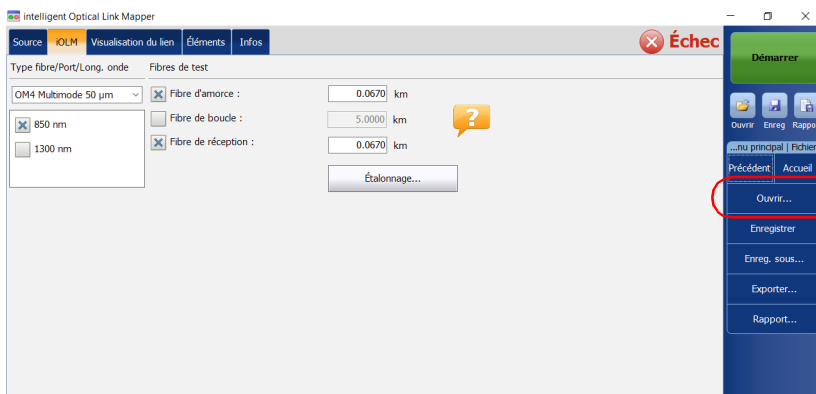 intelligent Optical Link Mapper
Source iOLM Visualisation du lien Éléments Infos
Échec
Type fibre/Port/Long. onde Fibres de test
OM4 Multimode 50 µm
850 nm
1300 nm
Fibre d'amorce : 0.0670 km
Fibre de boucle : 5.0000 km
Fibre de réception : 0.0670 km
?
Étalonnage...
Démarrer
Ouvrir Enreg Rappo
...nu principal | Fichier
Précédent Accueil
Ouvrir...
Enregistrer
Enreg. sous...
Exporter...
Rapport...